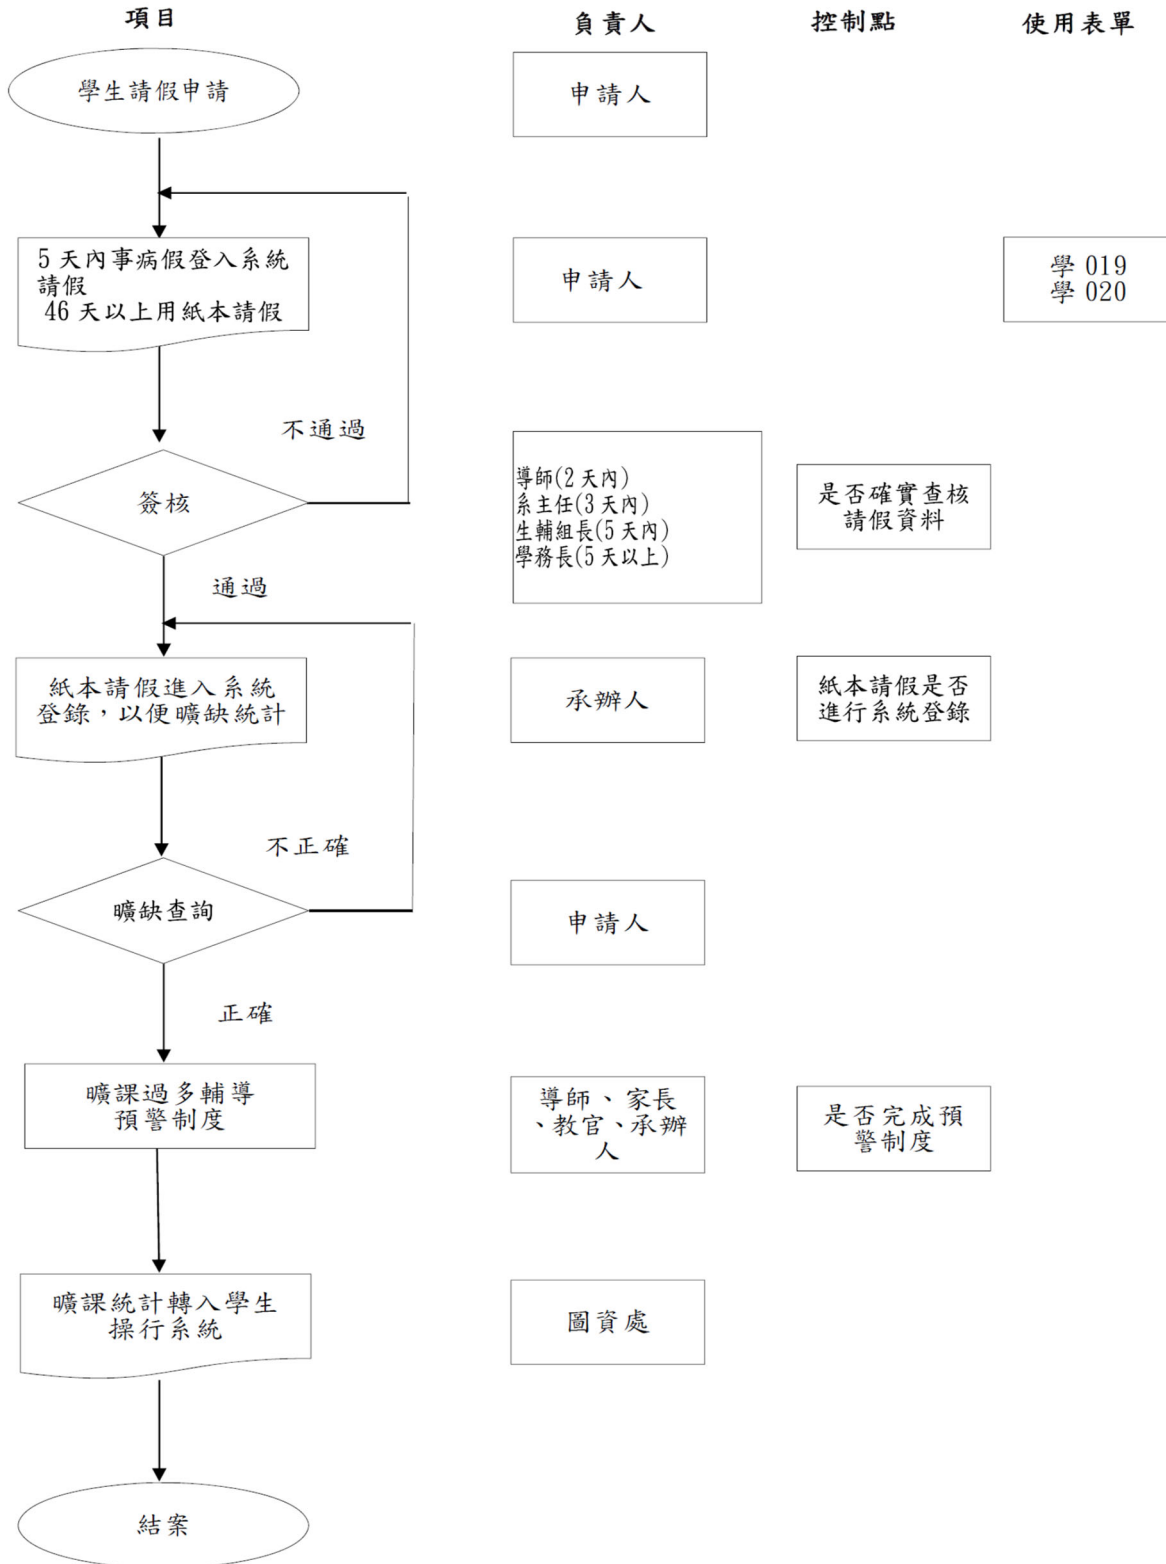 項目 負責人 控制點 使用表單
學生請假申請 申請人
5 天內事病假登入系統
請假
46 天以上用紙本請假
申請人
學 019
學 020
不通過
簽核
導師(2 天內)
系主任(3 天內)
生輔組長(5 天內)
學務長(5 天以上)
是否確實查核
請假資料
通過
紙本請假進入系統
登錄，以便曠缺統計
承辦人
紙本請假是否
進行系統登錄
不正確
曠缺查詢
申請人
正確
曠課過多輔導
預警制度
導師、家長
、教官、承辦
人
是否完成預
警制度
曠課統計轉入學生
操行系統
圖資處
結案